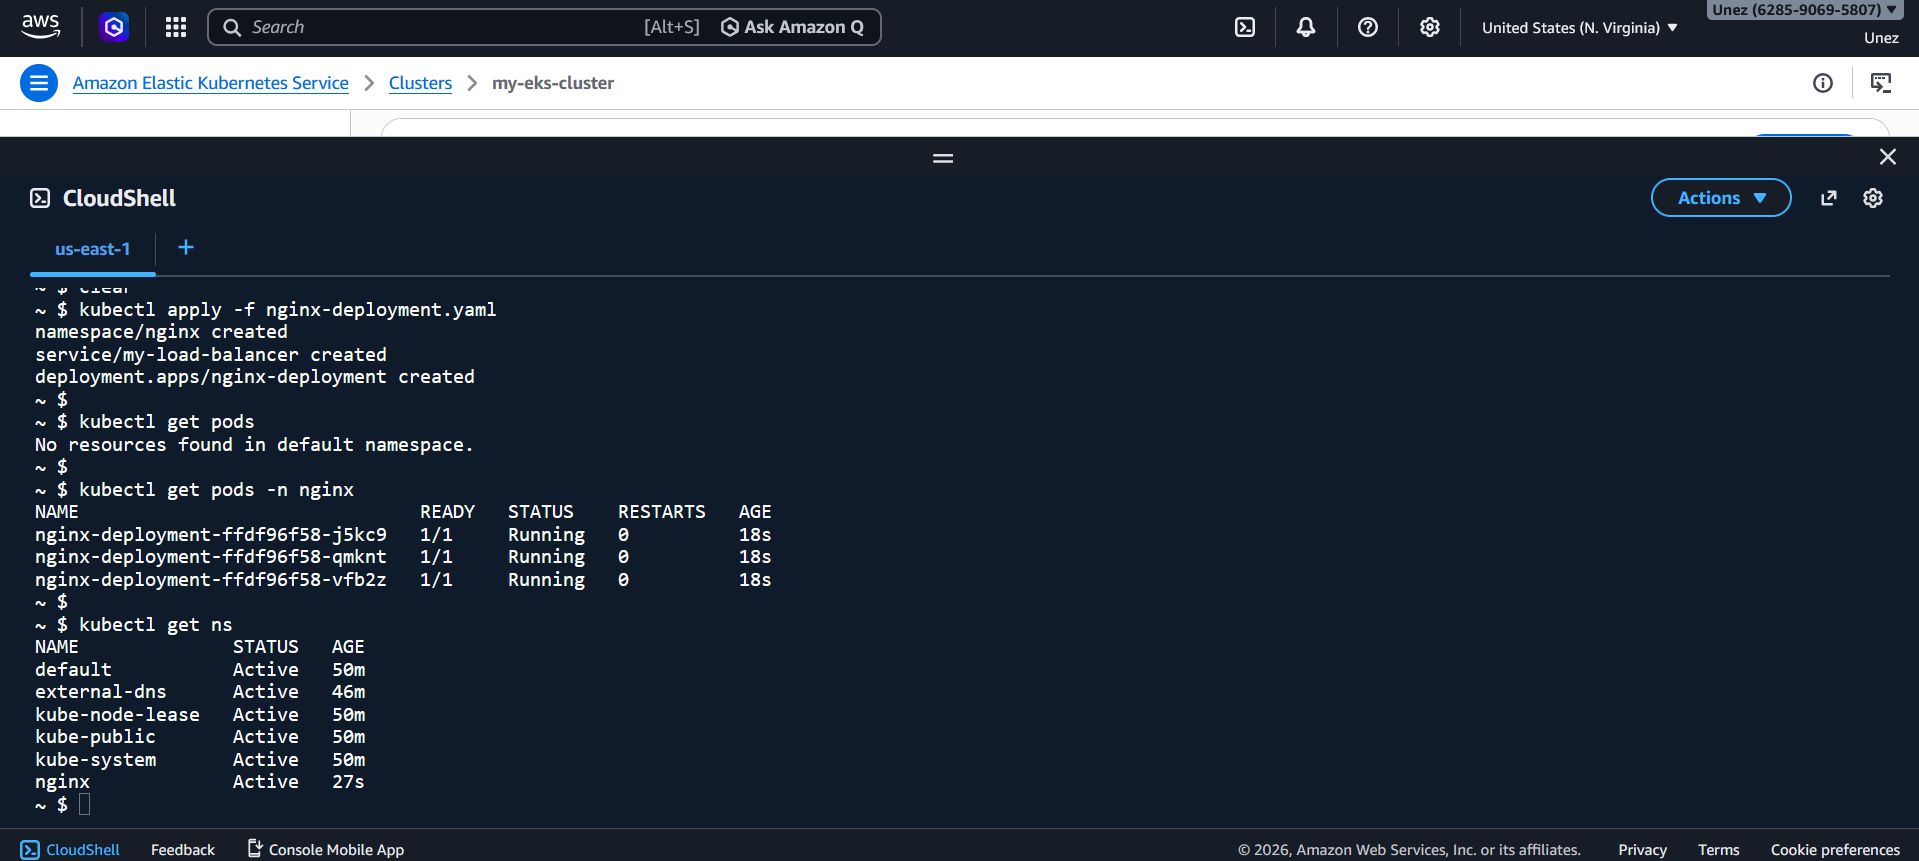 aws
Search [Alt+S] Ask Amazon Q
United States (N. Virginia)
Unez (6285-9069-5807)
Unez
Amazon Elastic Kubernetes Service > Clusters > my-eks-cluster
CloudShell
Actions
us-east-1 +
~ $ clear
~ $ kubectl apply -f nginx-deployment.yaml
namespace/nginx created
service/my-load-balancer created
deployment.apps/nginx-deployment created
~ $
~ $ kubectl get pods
No resources found in default namespace.
~ $
~ $ kubectl get pods -n nginx
NAME READY STATUS RESTARTS AGE
nginx-deployment-ffdf96f58-j5kc9 1/1 Running 0 18s
nginx-deployment-ffdf96f58-qmknt 1/1 Running 0 18s
nginx-deployment-ffdf96f58-vfb2z 1/1 Running 0 18s
~ $
~ $ kubectl get ns
NAME STATUS AGE
default Active 50m
external-dns Active 46m
kube-node-lease Active 50m
kube-public Active 50m
kube-system Active 50m
nginx Active 27s
~ $
CloudShell Feedback Console Mobile App © 2026, Amazon Web Services, Inc. or its affiliates. Privacy Terms Cookie preferences